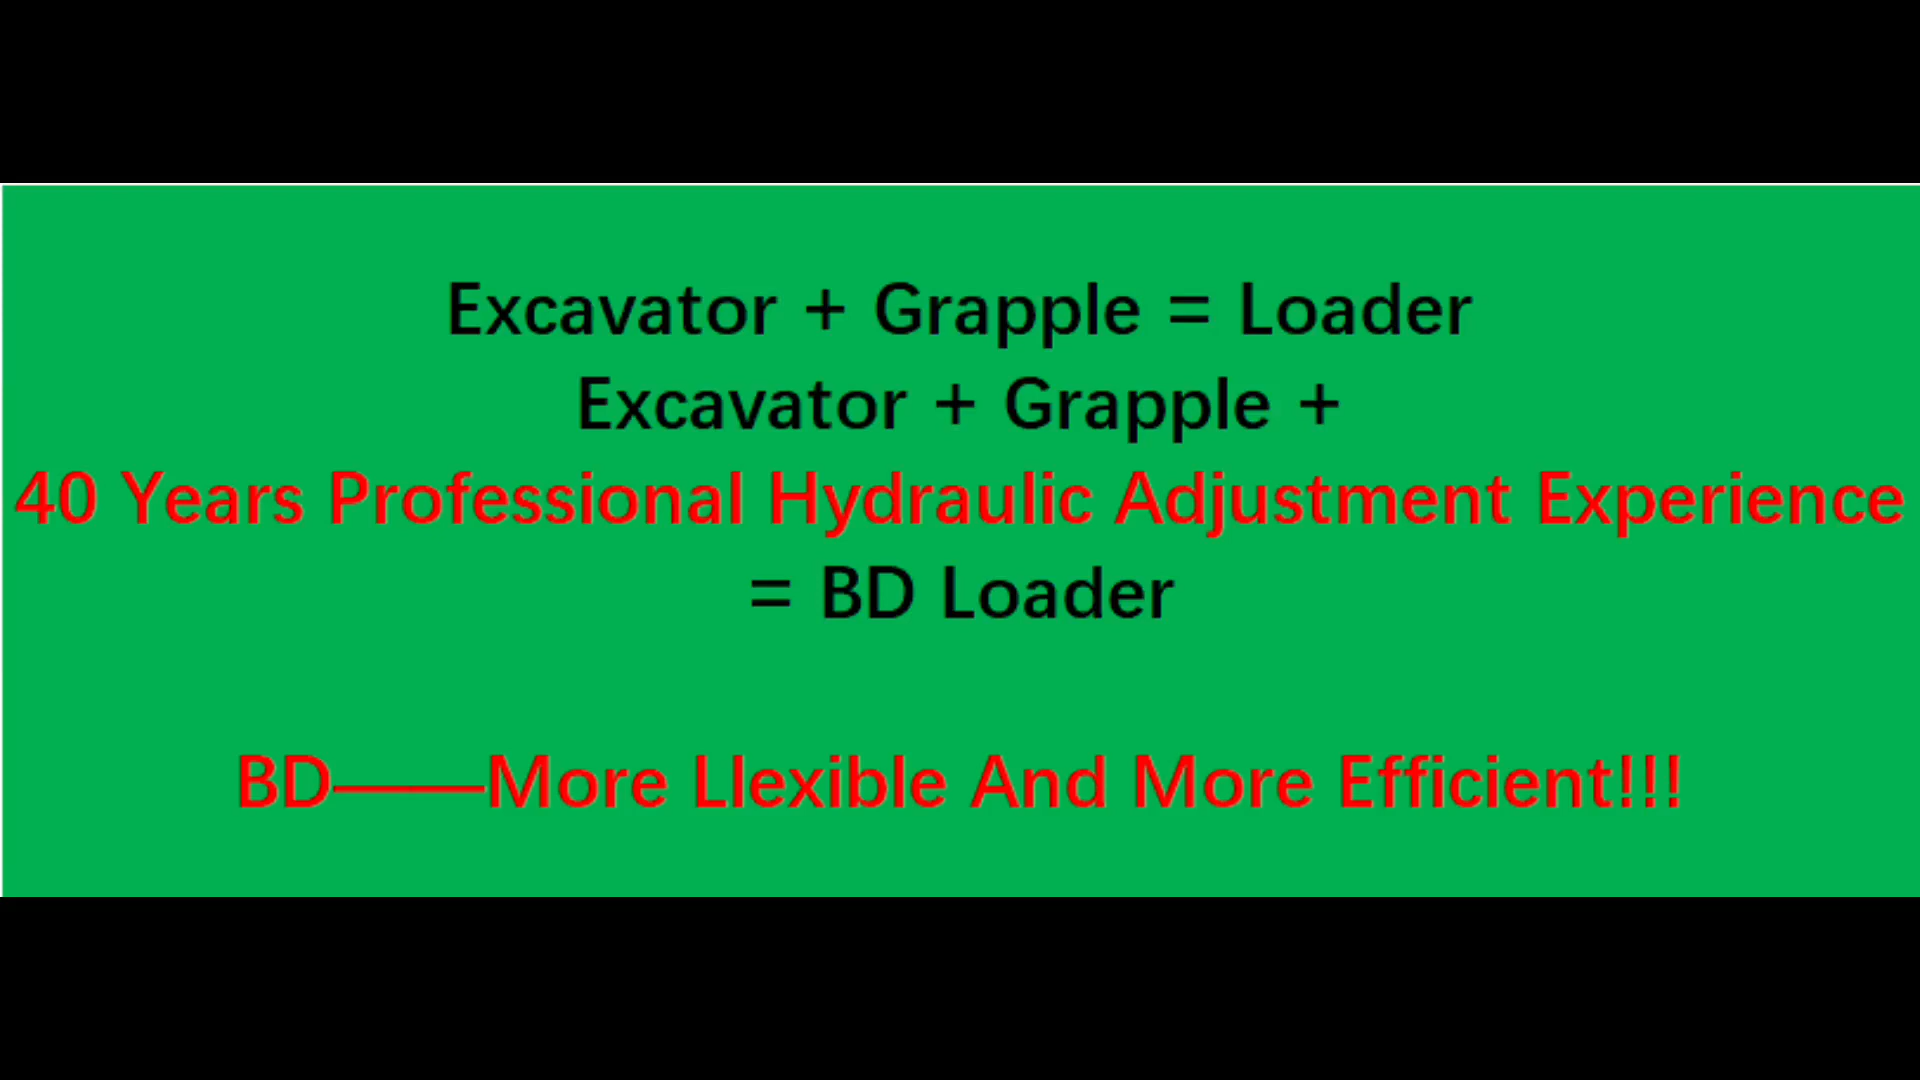 Excavator + Grapple = Loader
Excavator + Grapple +
40 Years Professional Hydraulic Adjustment Experience
= BD Loader
BD——More Llexible And More Efficient!!!